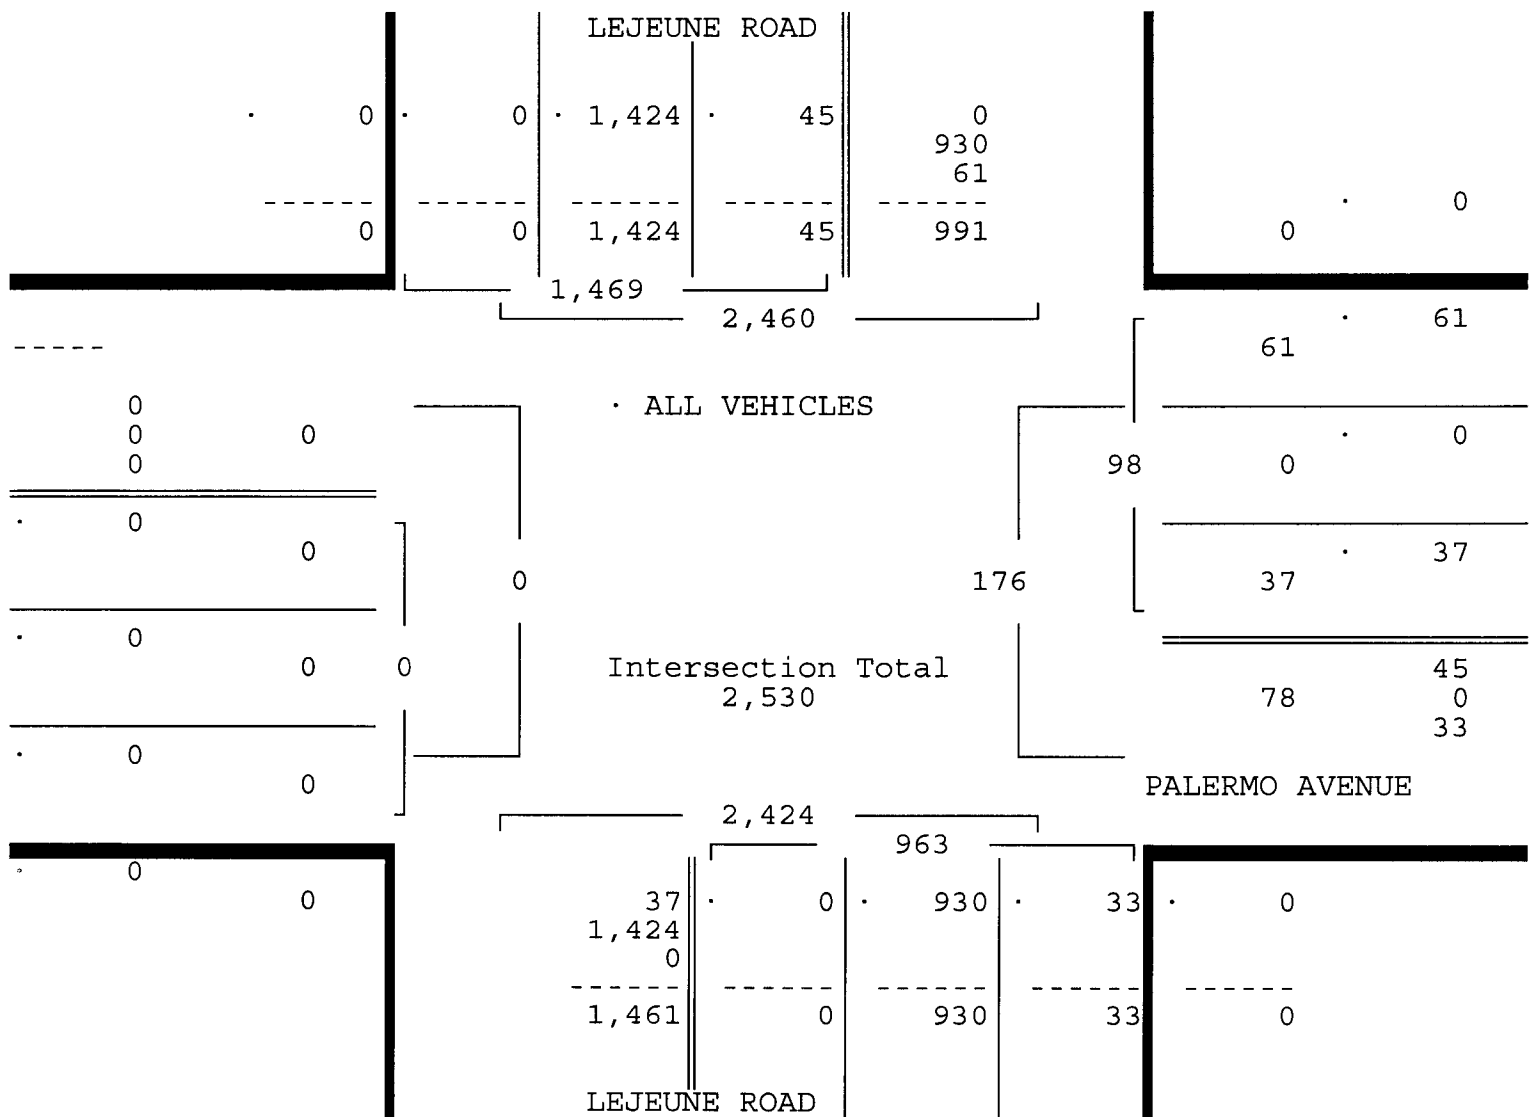 LEJEUNE ROAD
· 0 · 0 · 1,424 · 45 0
930
61
------ ------ ------ ------ ------ · 0
0 0 1,424 45 991 0
1,469
2,460 · 61
----- 61
0 · ALL VEHICLES
0 0 · 0
0 98 0
· 0
0 · 37
0 176 37
· 0
0 0 Intersection Total 45
2,530 78 0
33
· 0
0 PALERMO AVENUE
2,424
963
· 0
0 37 · 0 · 930 · 33 · 0
1,424
0
------ ------ ------ ------ ------
1,461 0 930 33 0
LEJEUNE ROAD